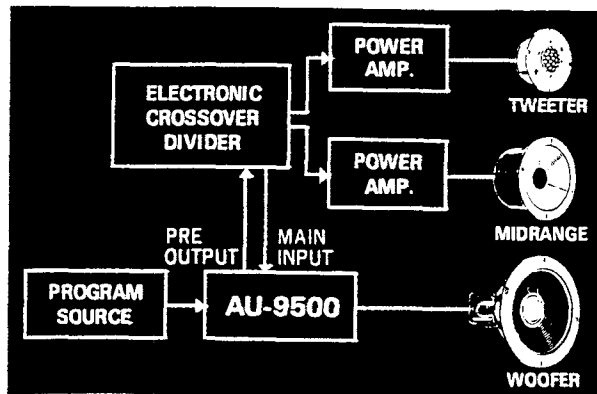 POWER
AMP.
TWEETER
ELECTRONIC
CROSSOVER
DIVIDER
POWER
AMP.
MIDRANGE
PRE
OUTPUT
MAIN
INPUT
PROGRAM
SOURCE
AU-9500
WOOFER